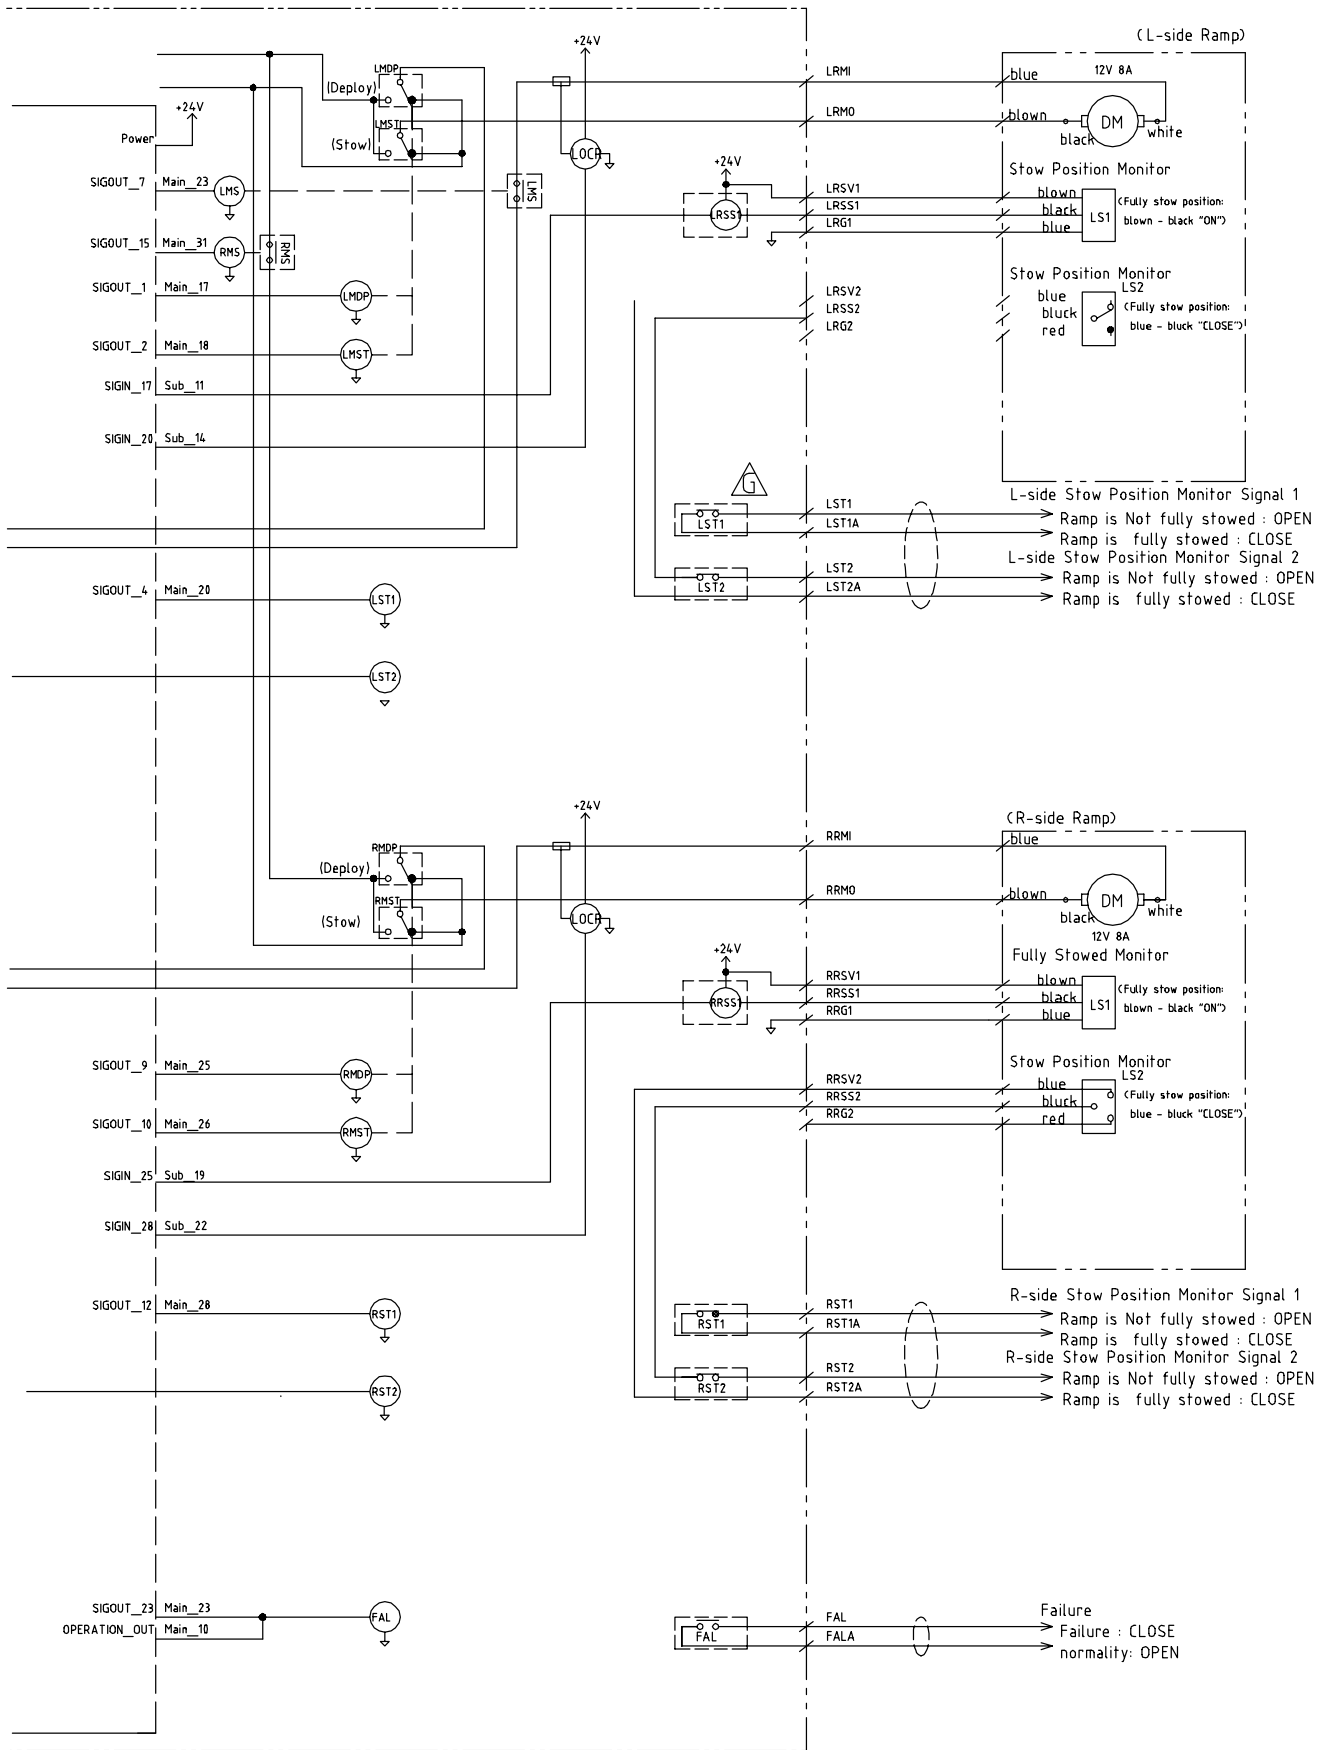 (L-side Ramp)
+24V
LMDP
(Deploy)
LRMI
blue
12V 8A
+24V
Power
LMST
(Stow)
LRMO
blown
black
DM
white
LOCR
+24V
Stow Position Monitor
SIGOUT_7
Main_23
LMS
LMS
LRSV1
LRSS1
LRG1
LRSS1
blown
black
blue
LS1
(Fully stow position:
blown - black "ON")
SIGOUT_15
Main_31
RMS
RMS
Stow Position Monitor
LS2
SIGOUT_1
Main_17
LMDP
LRSV2
LRSS2
LRG2
blue
bluck
red
(Fully stow position:
blue - bluck "CLOSE")
SIGOUT_2
Main_18
LMST
SIGIN_17
Sub_11
SIGIN_20
Sub_14
G
L-side Stow Position Monitor Signal 1
LST1
LST1
LST1A
Ramp is Not fully stowed : OPEN
Ramp is fully stowed : CLOSE
L-side Stow Position Monitor Signal 2
LST2
LST2
LST2A
Ramp is Not fully stowed : OPEN
Ramp is fully stowed : CLOSE
SIGOUT_4
Main_20
LST1
LST2
+24V
(R-side Ramp)
RRMI
blue
RMDP
(Deploy)
RMST
(Stow)
RRMO
blown
black
DM
white
12V 8A
LOCR
+24V
Fully Stowed Monitor
RRSS1
RRSV1
RRSS1
RRG1
blown
black
blue
LS1
(Fully stow position:
blown - black "ON")
SIGOUT_9
Main_25
RMDP
Stow Position Monitor
LS2
RRSV2
RRSS2
RRG2
blue
bluck
red
(Fully stow position:
blue - bluck "CLOSE")
SIGOUT_10
Main_26
RMST
SIGIN_25
Sub_19
SIGIN_28
Sub_22
R-side Stow Position Monitor Signal 1
SIGOUT_12
Main_28
RST1
RST1
RST1
RST1A
Ramp is Not fully stowed : OPEN
Ramp is fully stowed : CLOSE
R-side Stow Position Monitor Signal 2
RST2
RST2
RST2
RST2A
Ramp is Not fully stowed : OPEN
Ramp is fully stowed : CLOSE
SIGOUT_23
Main_23
OPERATION_OUT
Main_10
FAL
FAL
FAL
FALA
Failure
Failure : CLOSE
normality: OPEN